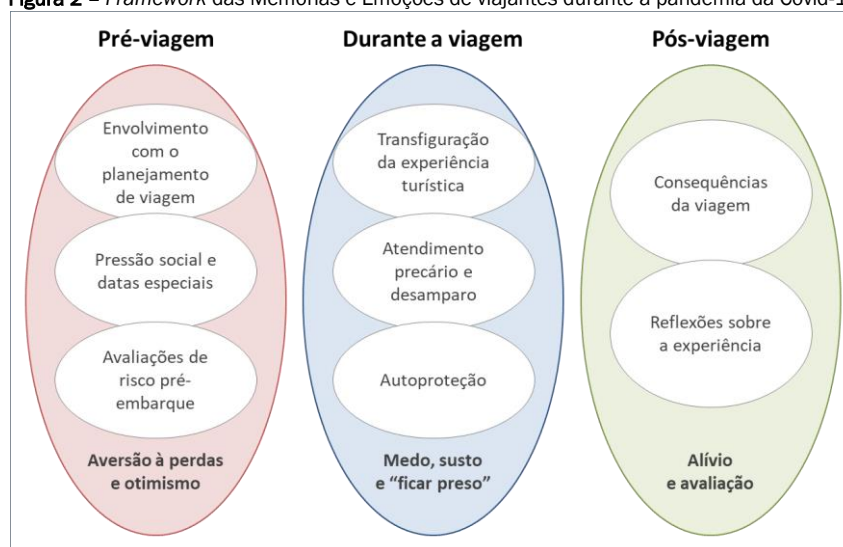 Figura 2 – Framework das Memórias e Emoções de viajantes durante a pandemia da Covid-1
Pré-viagem
Envolvimento
com o
planejamento
de viagem
Pressão social e
datas especiais
Avaliações de
risco pré-
embarque
Aversão à perdas
e otimismo
Durante a viagem
Transfiguração
da experiência
turística
Atendimento
precário e
desamparo
Autoproteção
Medo, susto
e “ficar preso”
Pós-viagem
Consequências
da viagem
Reflexões sobre
a experiência
Alívio
e avaliação